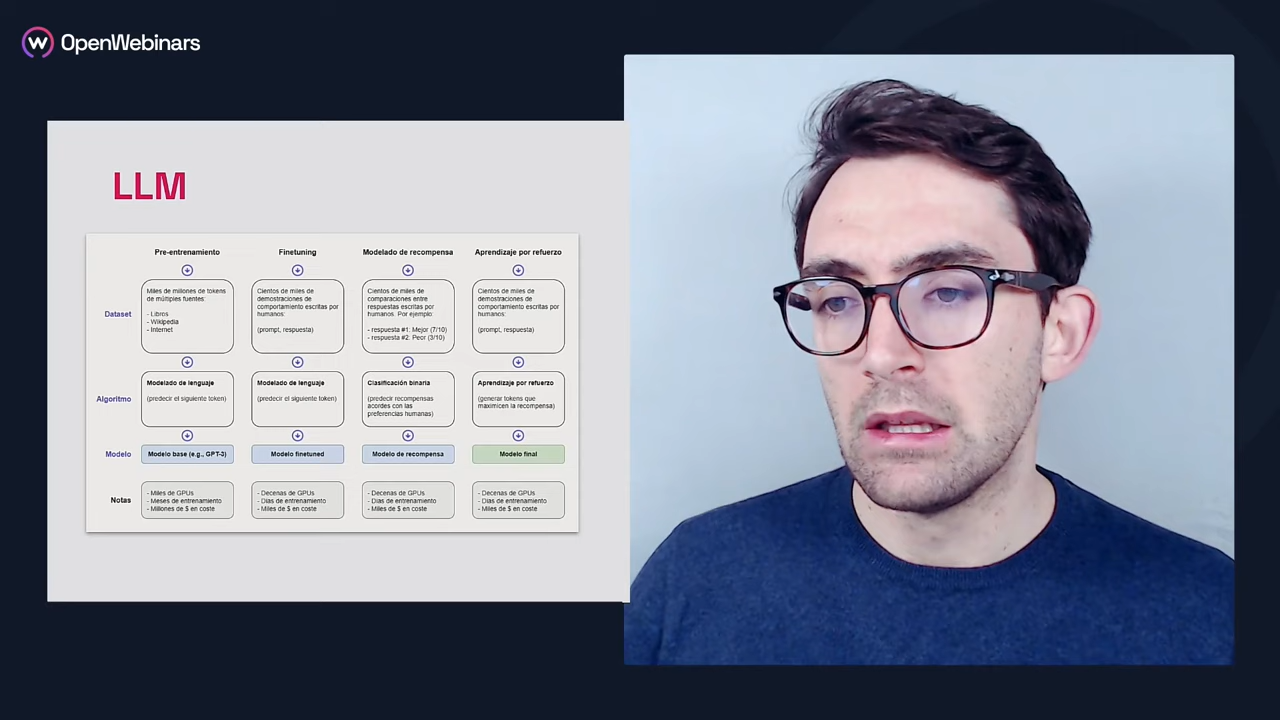 OpenWebinars
LLM
Pre-entrenamiento
Finetuning
Modelado de recompensa
Aprendizaje por refuerzo
Dataset
Miles de millones de tokens
de múltiples fuentes:
- Libros
- Wikipedia
- Internet
Cientos de miles de
demostraciones de
comportamiento escritas por
humanos:
(prompt, respuesta)
Cientos de miles de
comparaciones entre
respuestas escritas por
humanos. Por ejemplo:
- respuesta #1: Mejor (7/10)
- respuesta #2: Peor (3/10)
Cientos de miles de
demostraciones de
comportamiento escritas por
humanos:
(prompt, respuesta)
Algoritmo
Modelado de lenguaje
(predecir el siguiente token)
Modelado de lenguaje
(predecir el siguiente token)
Clasificación binaria
(predecir recompensas
acordes con las
preferencias humanas)
Aprendizaje por refuerzo
(generar tokens que
maximicen la recompensa)
Modelo
Modelo base (e.g., GPT-3)
Modelo finetuned
Modelo de recompensa
Modelo final
Notas
- Miles de GPUs
- Meses de entrenamiento
- Millones de $ en coste
- Decenas de GPUs
- Días de entrenamiento
- Miles de $ en coste
- Decenas de GPUs
- Días de entrenamiento
- Miles de $ en coste
- Decenas de GPUs
- Días de entrenamiento
- Miles de $ en coste